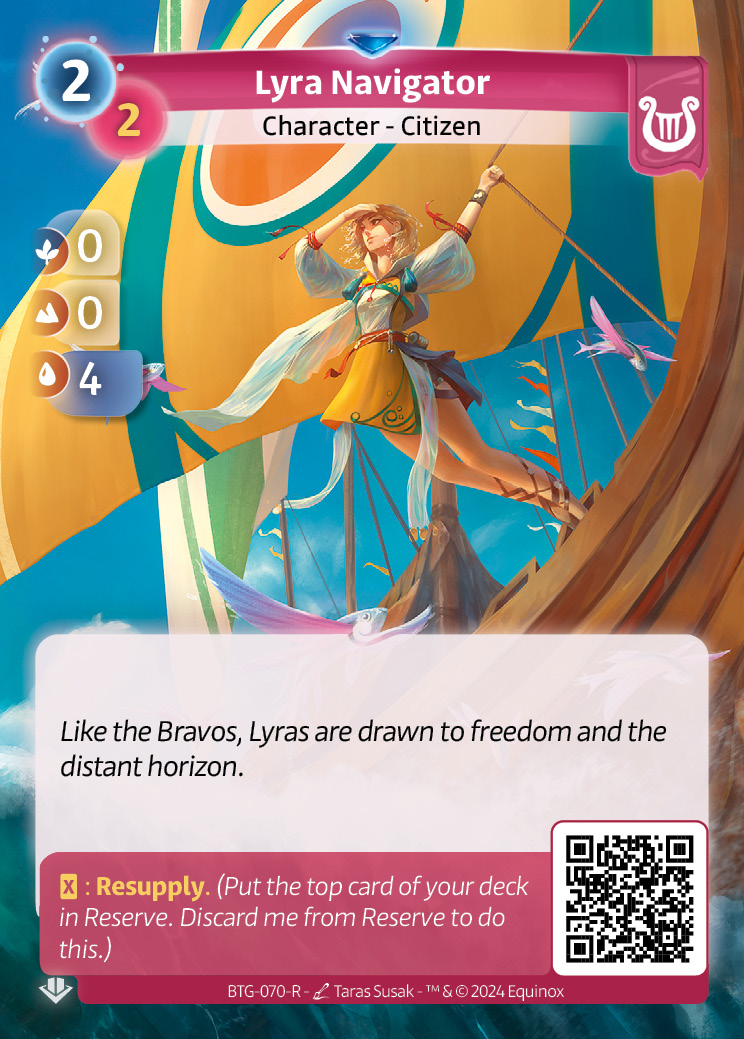 2
Lyra Navigator
2
Character - Citizen
0
0
4
Like the Bravos, Lyras are drawn to freedom and the
distant horizon.
X : Resupply. (Put the top card of your deck
in Reserve. Discard me from Reserve to do
this.)
BTG-070-R - Taras Susak - ™ & © 2024 Equinox